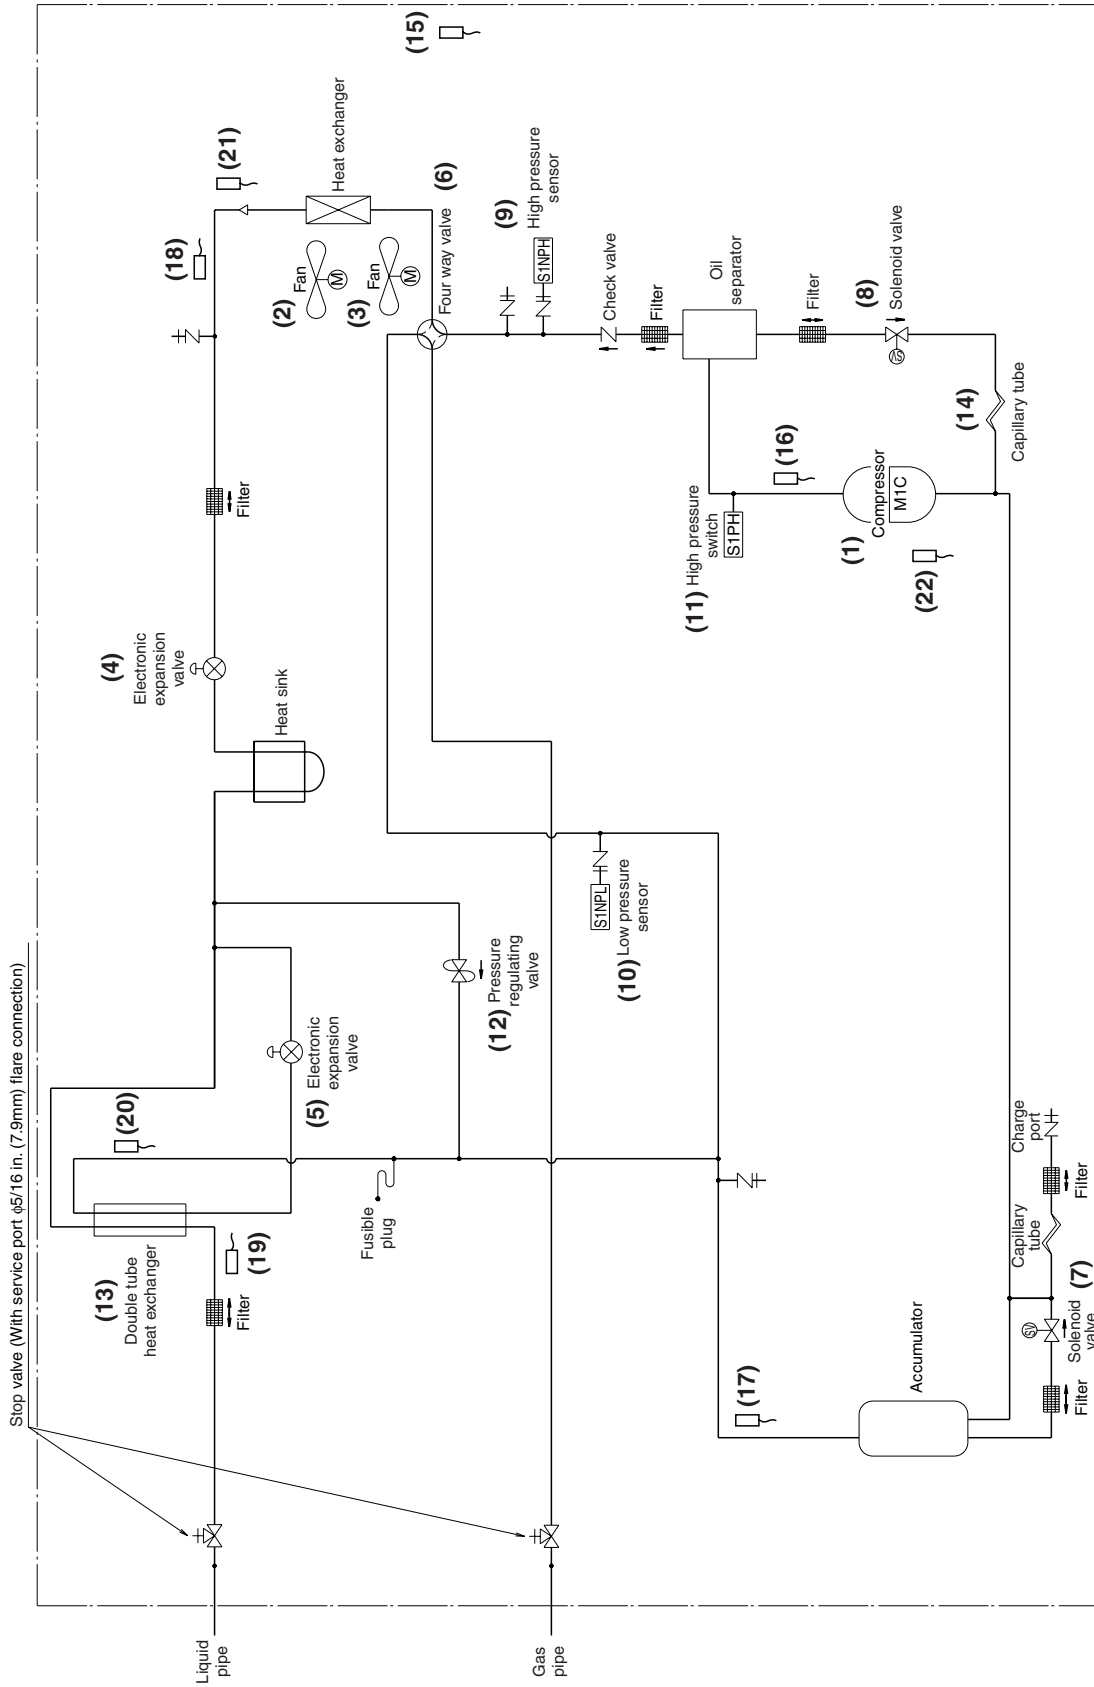 Stop valve (With service port ϕ5/16 in. (7.9mm) flare connection)
Liquid
pipe
Gas
pipe
(13)
Double tube
heat exchanger
Filter
(19)
(20)
(5)
Electronic
expansion
valve
Fusible
plug
(12)
Pressure
regulating
valve
(4)
Electronic
expansion
valve
Heat sink
Filter
(18)
(21)
(2)
Fan
M
(3)
Fan
M
Heat exchanger
(6)
Four way valve
(15)
(9)
High pressure
sensor
S1NPH
Check valve
Filter
Oil
separator
Filter
(8)
Solenoid valve
SV
(14)
Capillary tube
(16)
(11)
High pressure
switch
S1PH
(1)
Compressor
M1C
(22)
(10)
Low pressure
sensor
S1NPL
(17)
Accumulator
Filter
SV
Solenoid
valve
(7)
Capillary
tube
Filter
Charge
port